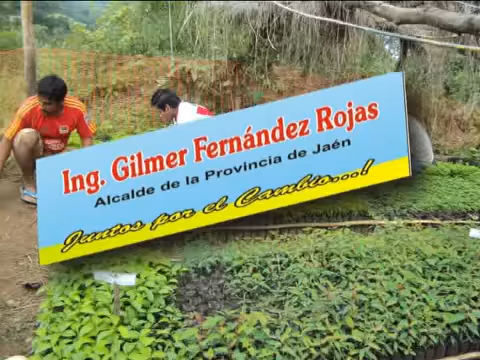 Ing. Gilmer Fernández Rojas
Alcalde de la Provincia de Jaén
Juntos por el Cambio...!